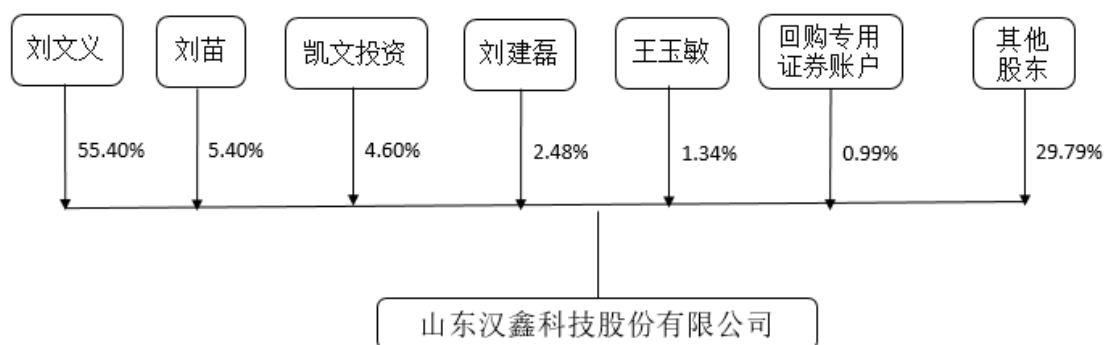 刘文义
刘苗
凯文投资
刘建磊
王玉敏
回购专用
证券账户
其他
股东
55.40%
5.40%
4.60%
2.48%
1.34%
0.99%
29.79%
山东汉鑫科技股份有限公司